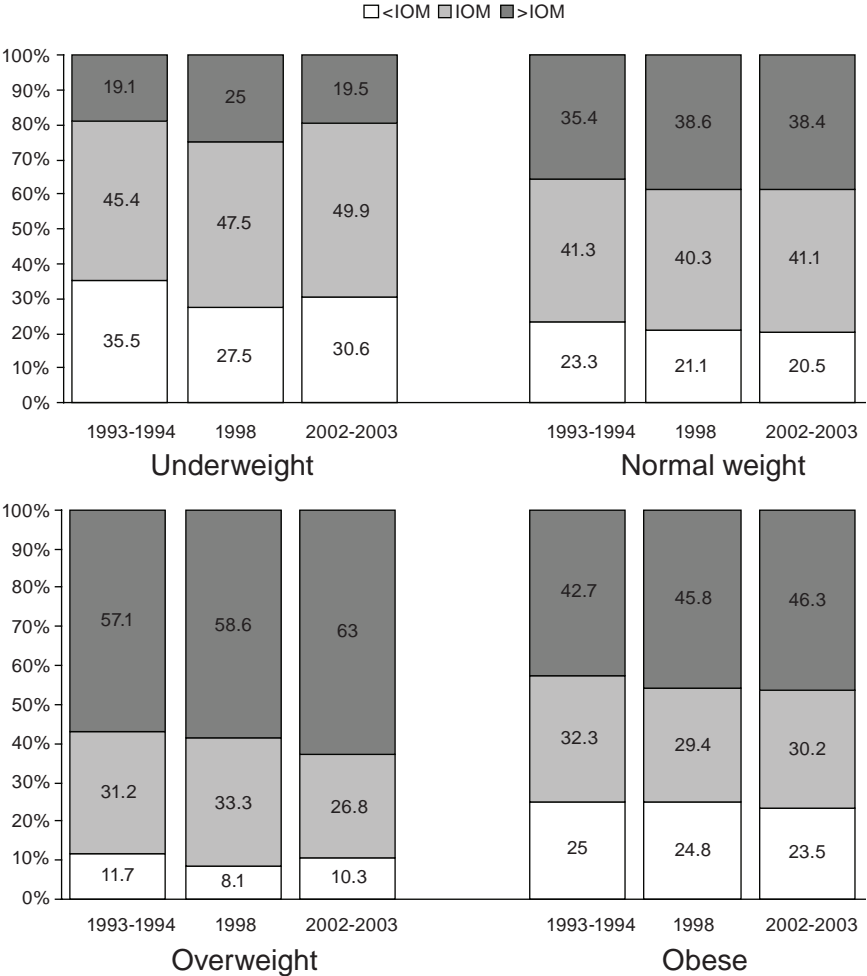 <IOM IOM >IOM
100% 90% 80% 70% 60% 50% 40% 30% 20% 10% 0%
19.1 25 19.5
45.4 47.5 49.9
35.5 27.5 30.6
1993-1994 1998 2002-2003
Underweight
35.4 38.6 38.4
41.3 40.3 41.1
23.3 21.1 20.5
1993-1994 1998 2002-2003
Normal weight
100% 90% 80% 70% 60% 50% 40% 30% 20% 10% 0%
57.1 58.6 63
31.2 33.3 26.8
11.7 8.1 10.3
1993-1994 1998 2002-2003
Overweight
42.7 45.8 46.3
32.3 29.4 30.2
25 24.8 23.5
1993-1994 1998 2002-2003
Obese